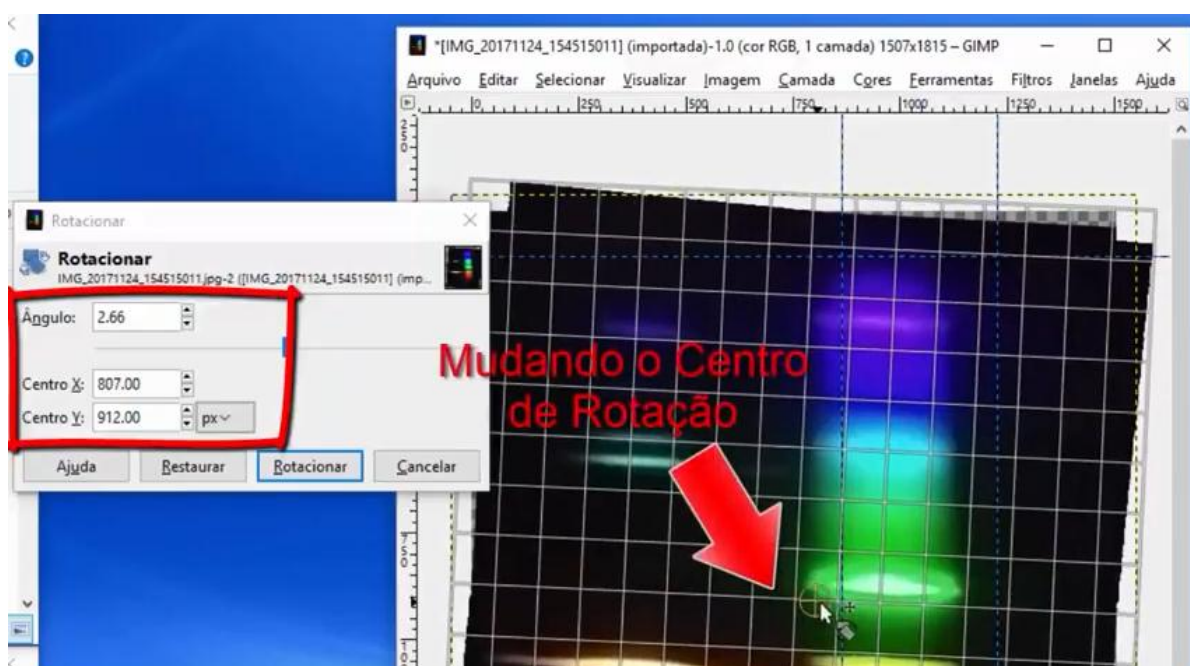 *[IMG_20171124_154515011] (importada)-1.0 (cor RGB, 1 camada) 1507x1815 – GIMP
Arquivo Editar Selecionar Visualizar Imagem Camada Cores Ferramentas Filtros Janelas Ajuda
0 250 500 750 1000 1250 1500
250
Rotacionar
Rotacionar
IMG_20171124_154515011.jpg-2 ([IMG_20171124_154515011] (imp...
Ângulo: 2.66
Centro X: 807.00
Centro Y: 912.00 px
Ajuda Restaurar Rotacionar Cancelar
Mudando o Centro
de Rotação
750